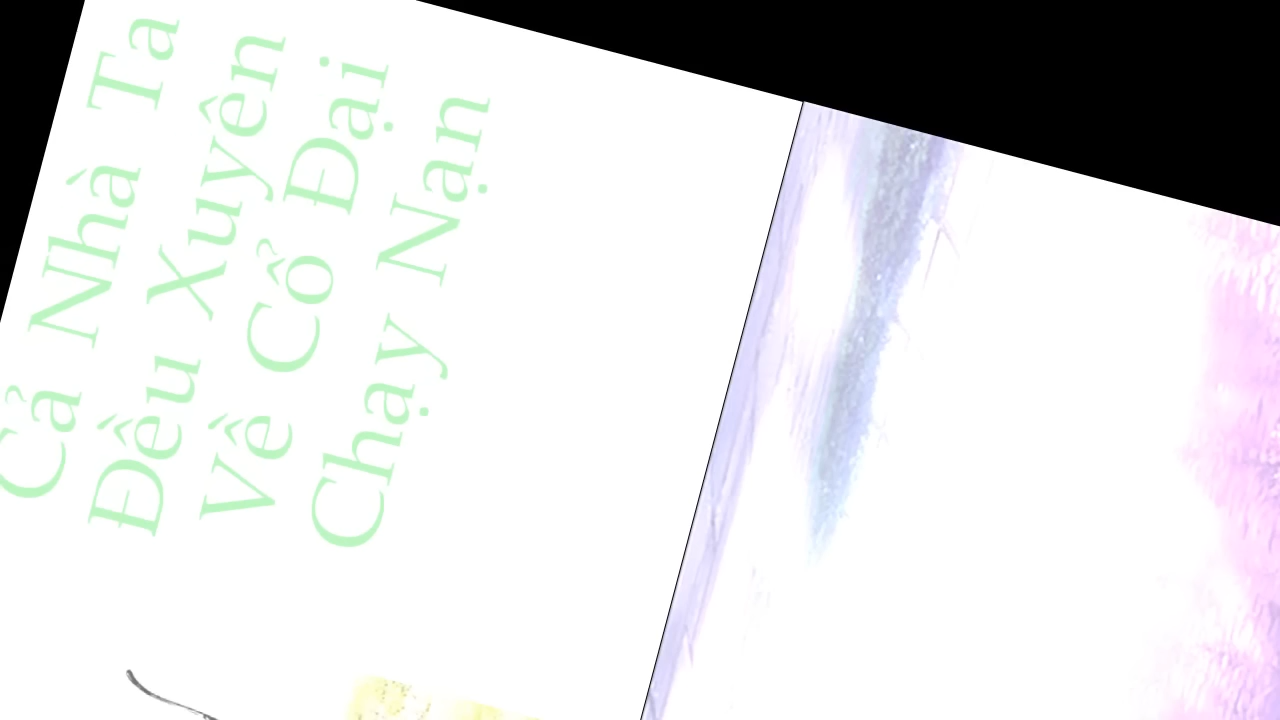 Cả Nhà Ta
Đều Xuyên
Về Cổ Đại
Chạy Nạn